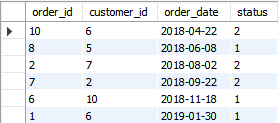 order_id customer_id order_date status
10 6 2018-04-22 2
8 5 2018-06-08 1
2 7 2018-08-02 2
7 2 2018-09-22 2
6 10 2018-11-18 1
1 6 2019-01-30 1